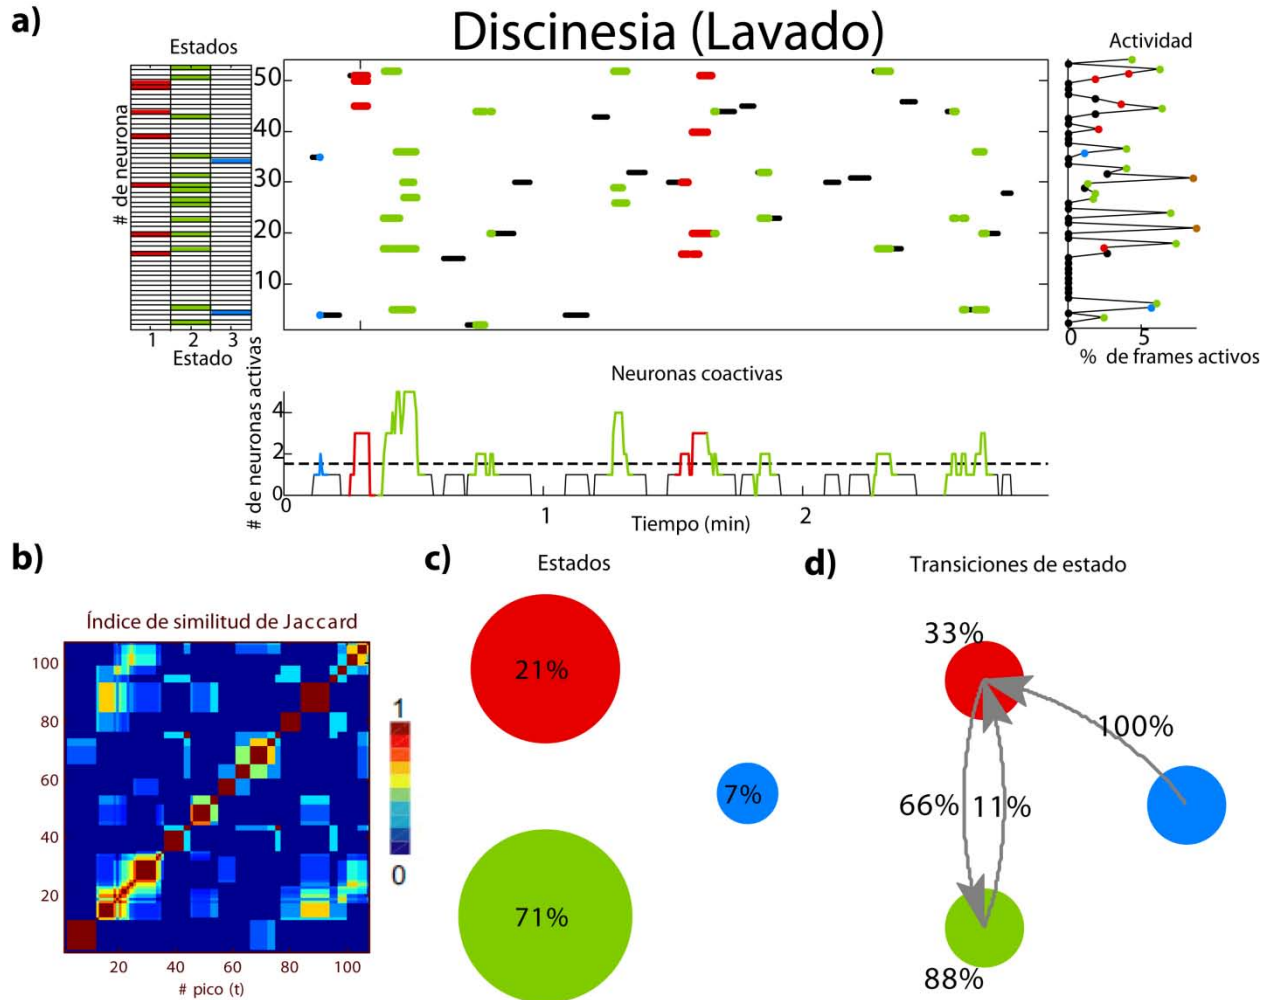 a)
Discinesia (Lavado)
Estados
# de neurona
1 2 3
Estado
50
40
30
20
10
Actividad
0 5
% de frames activos
Neuronas coactivas
# de neuronas activas
4
2
0
0 1 2
Tiempo (min)
b)
Índice de similitud de Jaccard
100
80
60
40
20
20 40 60 80 100
# pico (t)
1
0
c)
Estados
21%
7%
71%
d)
Transiciones de estado
33%
100%
66% 11%
88%